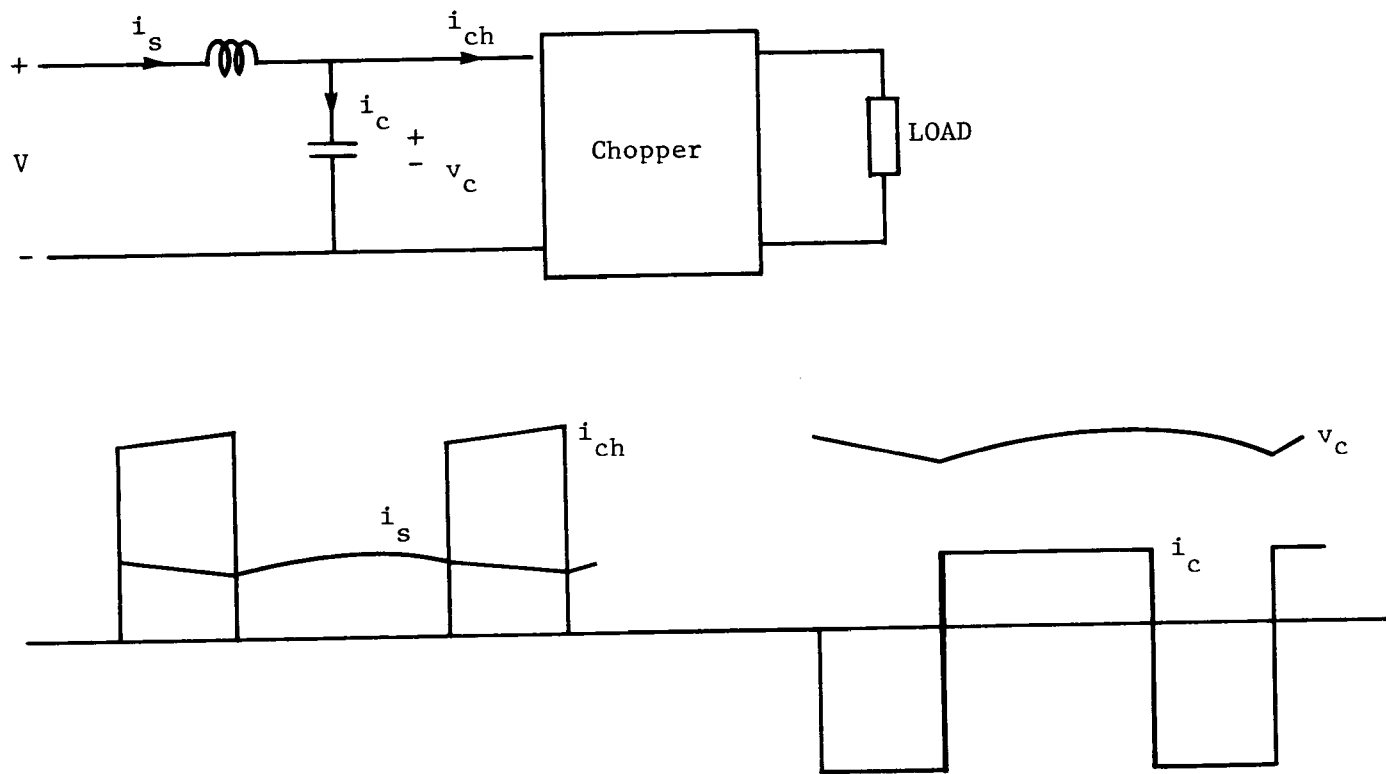 i_s
i_ch
+
i_c
+
-
v_c
V
Chopper
LOAD
-
i_ch
i_s
v_c
i_c